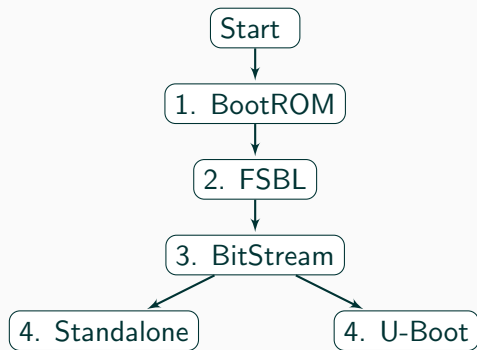 Start
1. BootROM
2. FSBL
3. BitStream
4. Standalone
4. U-Boot